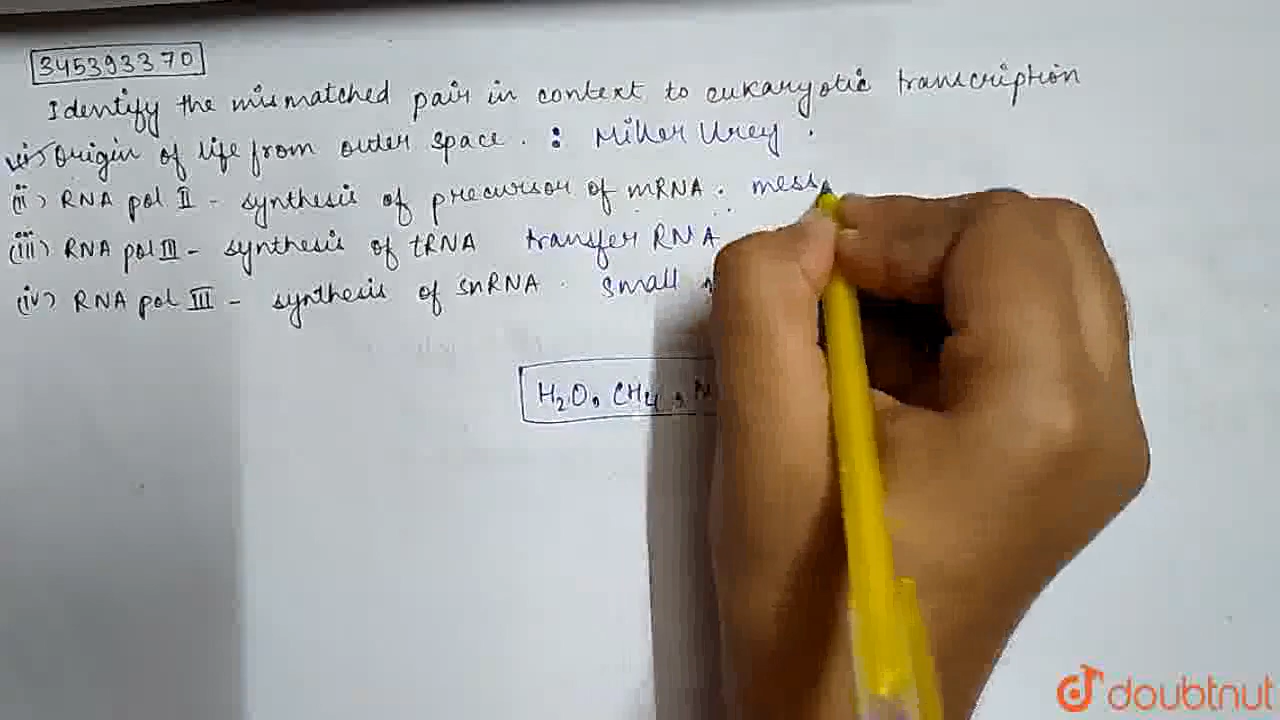 345393370
Identify the mismatched pair in context to eukaryotic transcription
(i) Origin of life from outer space. : Miller Urey.
(ii) RNA pol II - synthesis of precursor of mRNA. mess
(iii) RNA pol III - synthesis of tRNA transfer RNA
(iv) RNA pol III - synthesis of SnRNA. Small
H2O, CH4,
doubtnut